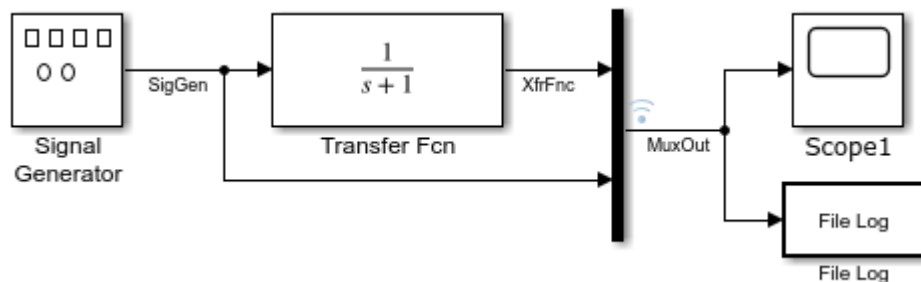 1
s + 1
SigGen
XfrFnc
Signal
Generator
Transfer Fcn
MuxOut
Scope1
File Log
File Log